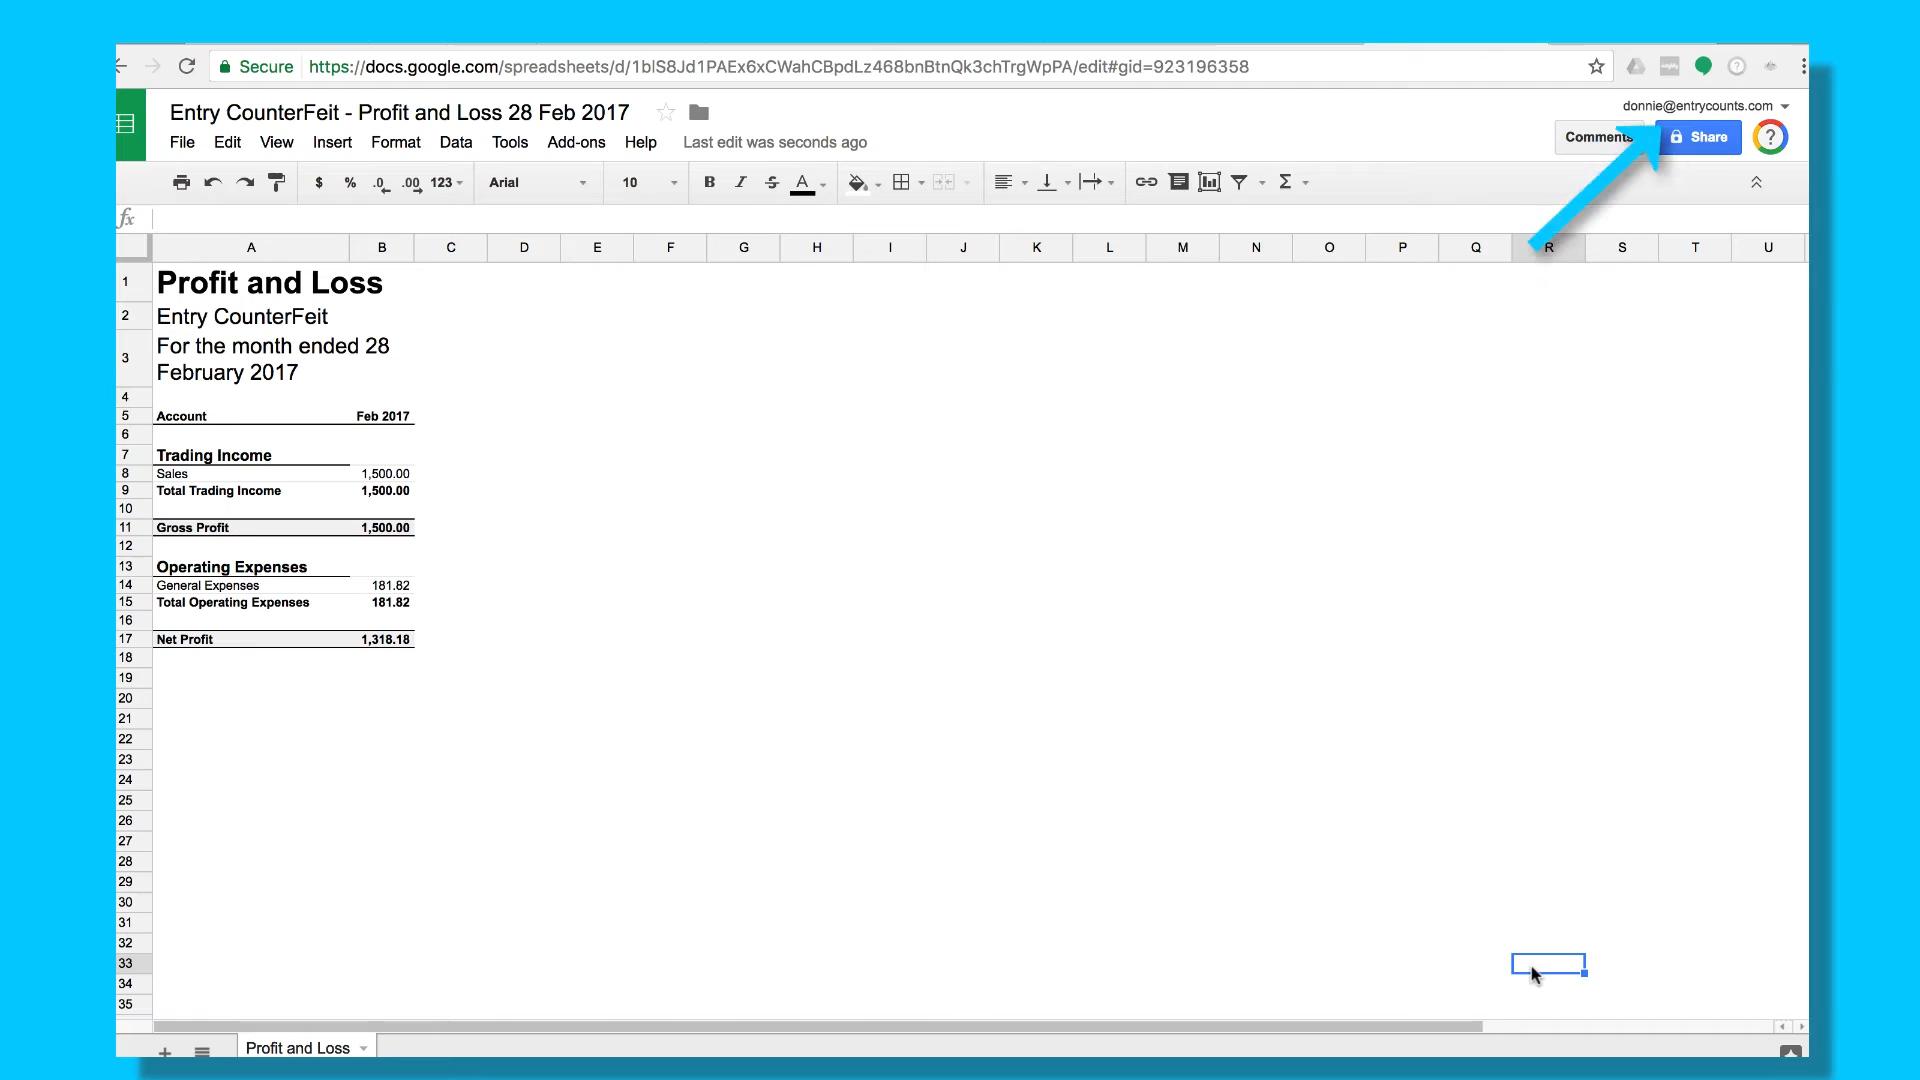 Secure https://docs.google.com/spreadsheets/d/1blS8Jd1PAEx6xCWahCBpdLz468bnBtnQk3chTrgWpPA/edit#gid=923196358
Entry CounterFeit - Profit and Loss 28 Feb 2017
donnie@entrycounts.com
File Edit View Insert Format Data Tools Add-ons Help Last edit was seconds ago
Comments Share ?
$ % .0 .00 123 Arial 10 B I S A Σ
fx
A B C D E F G H I J K L M N O P Q R S T U
1 Profit and Loss
2 Entry CounterFeit
3 For the month ended 28
February 2017
4
5 Account Feb 2017
6
7 Trading Income
8 Sales 1,500.00
9 Total Trading Income 1,500.00
10
11 Gross Profit 1,500.00
12
13 Operating Expenses
14 General Expenses 181.82
15 Total Operating Expenses 181.82
16
17 Net Profit 1,318.18
18
19
20
21
22
23
24
25
26
27
28
29
30
31
32
33
34
35
Profit and Loss